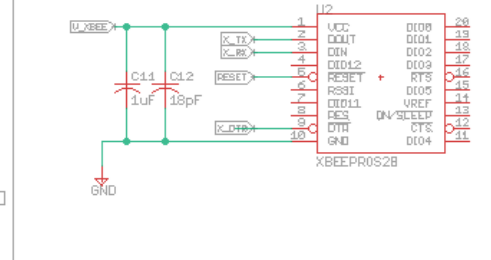 U2
V_XBEE
1 VCC DIO0 20
X_TX 2 DOUT DIO1 19
X_RX 3 DIN DIO2 18
4 DIO12 DIO3 17
RESET 5 RESET RTS 16
6 RSSI DIO5 15
7 DIO11 VREF 14
8 RES ON/SLEEP 13
X_DTR 9 DTR CTS 12
10 GND DIO4 11
C11 C12
1uF 18pF
XBEEPROS2B
GND